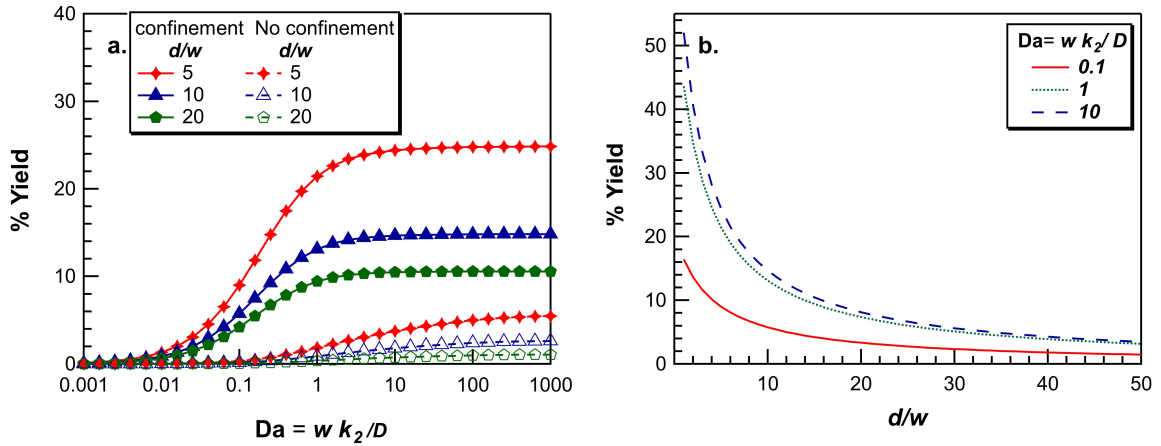 40
30
20
10
0
% Yield
a.
confinement No confinement
d/w d/w
5 5
10 10
20 20
0.001 0.01 0.1 1 10 100 1000
Da = w k2/D
50
40
30
20
10
0
% Yield
b.
Da= w k2/ D
0.1
1
10
10 20 30 40 50
d/w